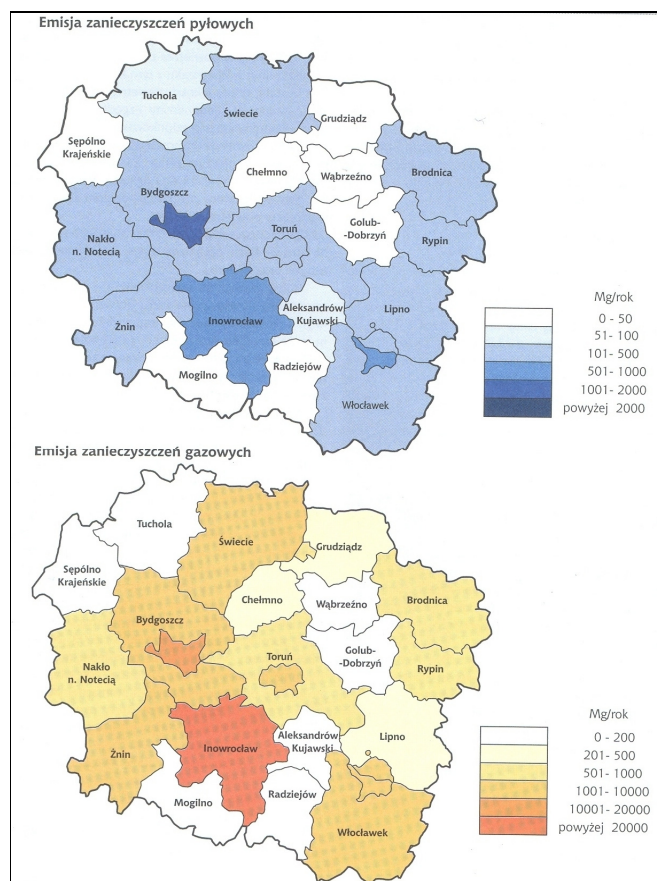 Emisja zanieczyszczeń pyłowych
Tuchola
Świecie
Grudziądz
Sępólno
Krajeńskie
Chełmno
Wąbrzeźno
Brodnica
Bydgoszcz
Golub-
-Dobrzyń
Toruń
Rypin
Nakło
n. Notecią
Aleksandrów
Kujawski
Lipno
Inowrocław
Żnin
Mogilno
Radziejów
Włocławek
Mg/rok
0 - 50
51- 100
101- 500
501- 1000
1001- 2000
powyżej 2000
Emisja zanieczyszczeń gazowych
Tuchola
Świecie
Grudziądz
Sępólno
Krajeńskie
Chełmno
Wąbrzeźno
Brodnica
Bydgoszcz
Golub-
-Dobrzyń
Toruń
Rypin
Nakło
n. Notecią
Aleksandrów
Kujawski
Lipno
Inowrocław
Żnin
Mogilno
Radziejów
Włocławek
Mg/rok
0 - 200
201 - 500
501 - 1000
1001 - 10000
10001 - 20000
powyżej 20000